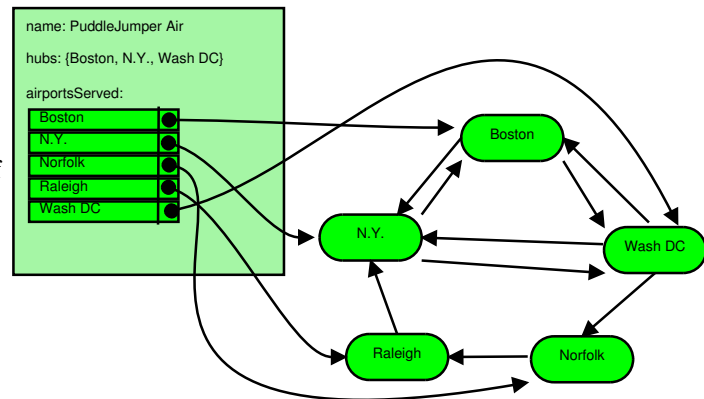 name: PuddleJumper Air
hubs: {Boston, N.Y., Wash DC}
airportsServed:
Boston
N.Y.
Norfolk
Raleigh
Wash DC
Boston
N.Y.
Wash DC
Raleigh
Norfolk